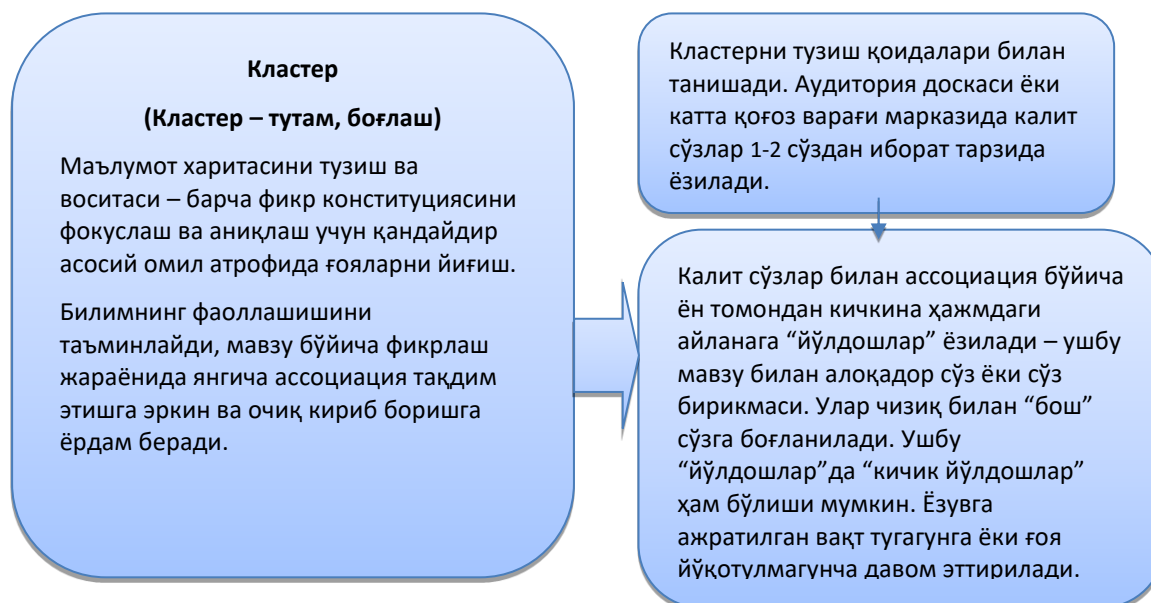 Кластер
(Кластер – тутам, боғлаш)
Маълумот харитасини тузиш ва
воситаси – барча фикр конституциясини
фокуслаш ва аниқлаш учун қандайдир
асосий омил атрофида ғояларни йиғиш.
Билимнинг фаоллашишини
таъминлайди, мавзу бўйича фикрлаш
жараёнида янгича ассоциация тақдим
этишга эркин ва очиқ кириб боришга
ёрдам беради.
Кластерни тузиш қоидалари билан
танишади. Аудитория доскаси ёки
катта қоғоз варағи марказида калит
сўзлар 1-2 сўздан иборат тарзида
ёзилади.
Калит сўзлар билан ассоциация бўйича
ён томондан кичкина ҳажмдаги
айланага “йўлдошлар” ёзилади – ушбу
мавзу билан алоқадор сўз ёки сўз
бирикмаси. Улар чизиқ билан “бош”
сўзга боғланилади. Ушбу
“йўлдошлар”да “кичик йўлдошлар”
ҳам бўлиши мумкин. Ёзувга
ажратилган вақт тугагунга ёки ғоя
йўқотулмагунча давом эттирилади.